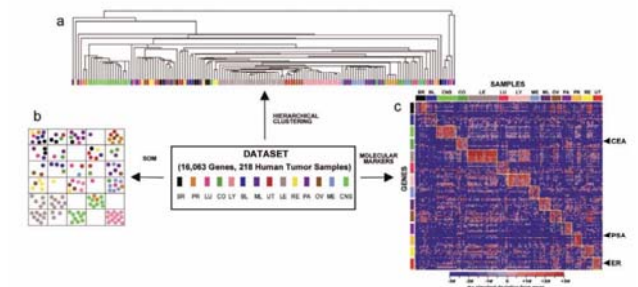 a
HIERARCHICAL
CLUSTERING
b
SOM
DATASET
(16,063 Genes, 218 Human Tumor Samples)
BR PR LU CO LY BL ML UT LE RE PA OV ME CNS
MOLECULAR
MARKERS
c
SAMPLES
BR BL CNS CO LE LU LY ME ML OV PA PR RE UT
GENES
CEA
PSA
ER